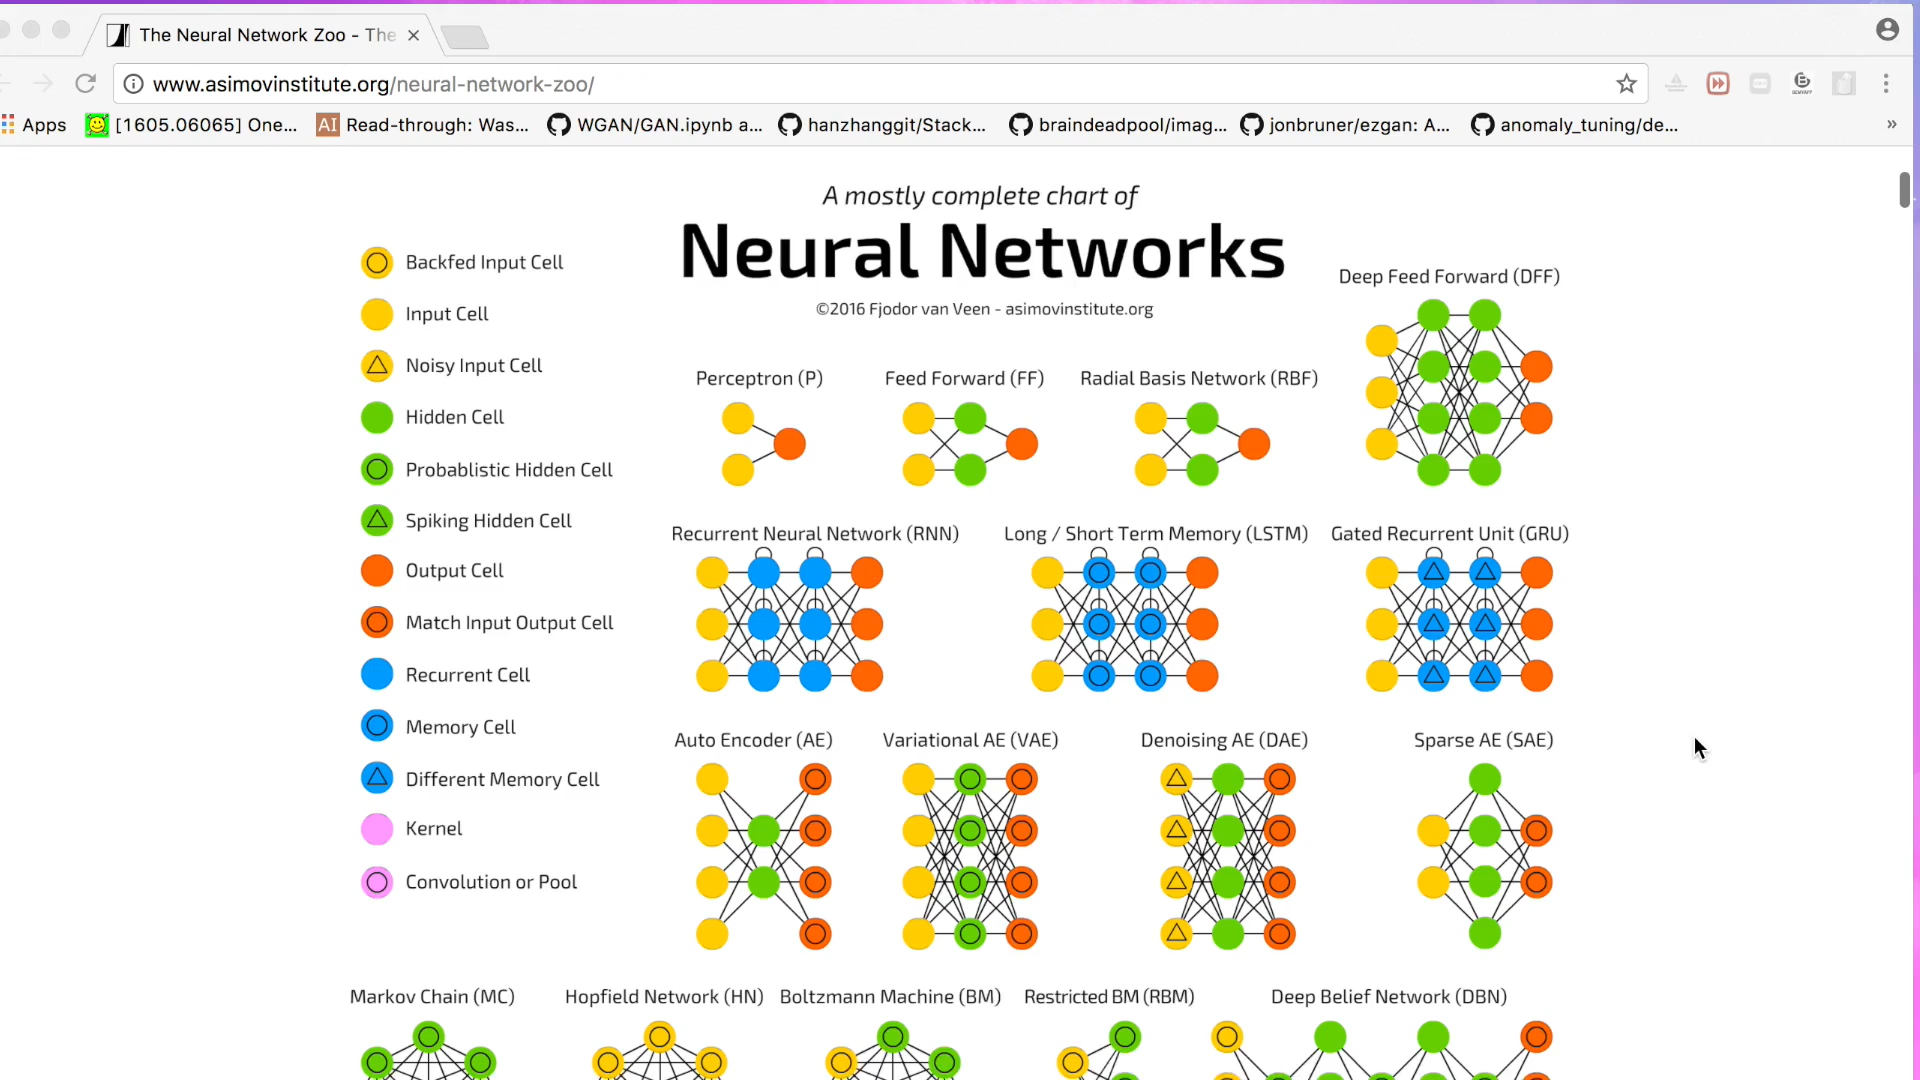 The Neural Network Zoo - The
www.asimovinstitute.org/neural-network-zoo/
Apps
[1605.06065] One...
AI Read-through: Was...
WGAN/GAN.ipynb a...
hanzhanggit/Stack...
braindeadpool/imag...
jonbruner/ezgan: A...
anomaly_tuning/de...
A mostly complete chart of
Neural Networks
©2016 Fjodor van Veen - asimovinstitute.org
Backfed Input Cell
Input Cell
Noisy Input Cell
Hidden Cell
Probablistic Hidden Cell
Spiking Hidden Cell
Output Cell
Match Input Output Cell
Recurrent Cell
Memory Cell
Different Memory Cell
Kernel
Convolution or Pool
Deep Feed Forward (DFF)
Perceptron (P)
Feed Forward (FF)
Radial Basis Network (RBF)
Recurrent Neural Network (RNN)
Long / Short Term Memory (LSTM)
Gated Recurrent Unit (GRU)
Auto Encoder (AE)
Variational AE (VAE)
Denoising AE (DAE)
Sparse AE (SAE)
Markov Chain (MC)
Hopfield Network (HN)
Boltzmann Machine (BM)
Restricted BM (RBM)
Deep Belief Network (DBN)